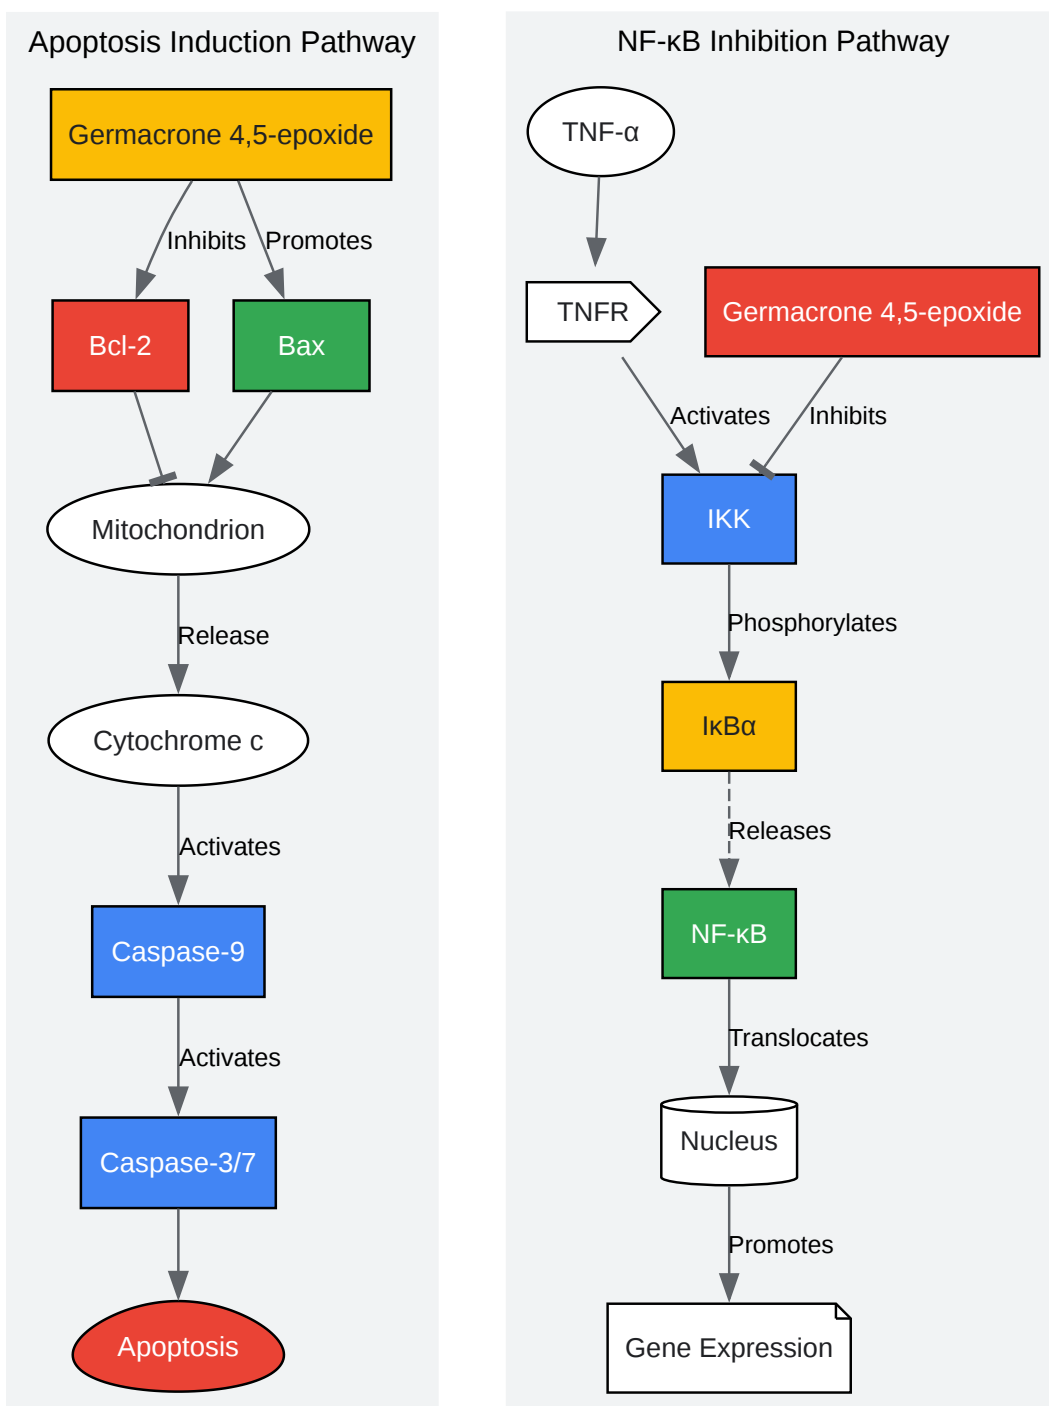 Apoptosis Induction Pathway
Germacrone 4,5-epoxide
Inhibits
Promotes
Bcl-2
Bax
Mitochondrion
Release
Cytochrome c
Activates
Caspase-9
Activates
Caspase-3/7
Apoptosis
NF-κB Inhibition Pathway
TNF-α
TNFR
Germacrone 4,5-epoxide
Activates
Inhibits
IKK
Phosphorylates
IκBα
Releases
NF-κB
Translocates
Nucleus
Promotes
Gene Expression